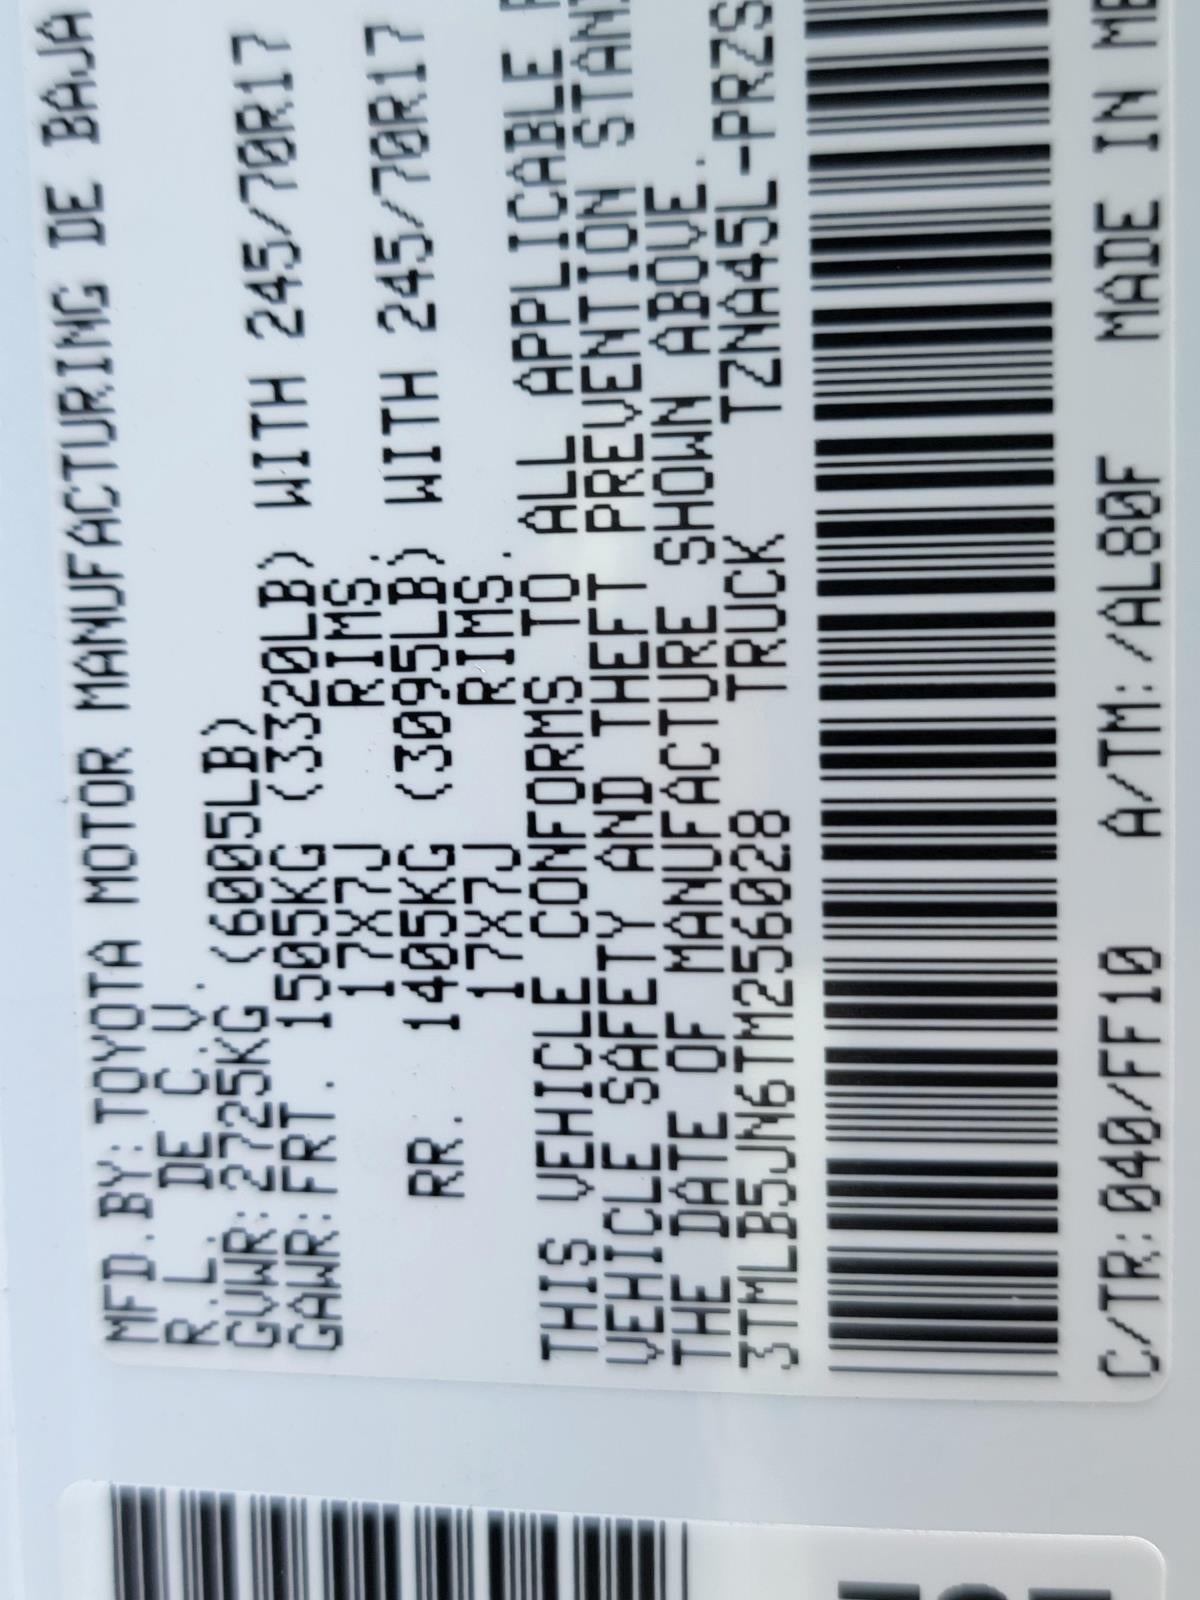 MFD.BY:TOYOTA MOTOR MANUFACTURING DE BAJA
R.L. DE C.V.
GVWR:2725KG (6005LB)
GAWR:FRT. 1505KG (3320LB) WITH 245/70R17
17X7J RIMS.
RR. 1405KG (3095LB) WITH 245/70R17
17X7J RIMS.
THIS VEHICLE CONFORMS TO ALL APPLICABLE
VEHICLE SAFETY AND THEFT PREVENTION STAN
THE DATE OF MANUFACTURE SHOWN ABOVE.
3TMLB5JN6TM256028 TRUCK TZNA45L-PRZS
C/TR:040/FF10 A/TM:/AL80F MADE IN ME